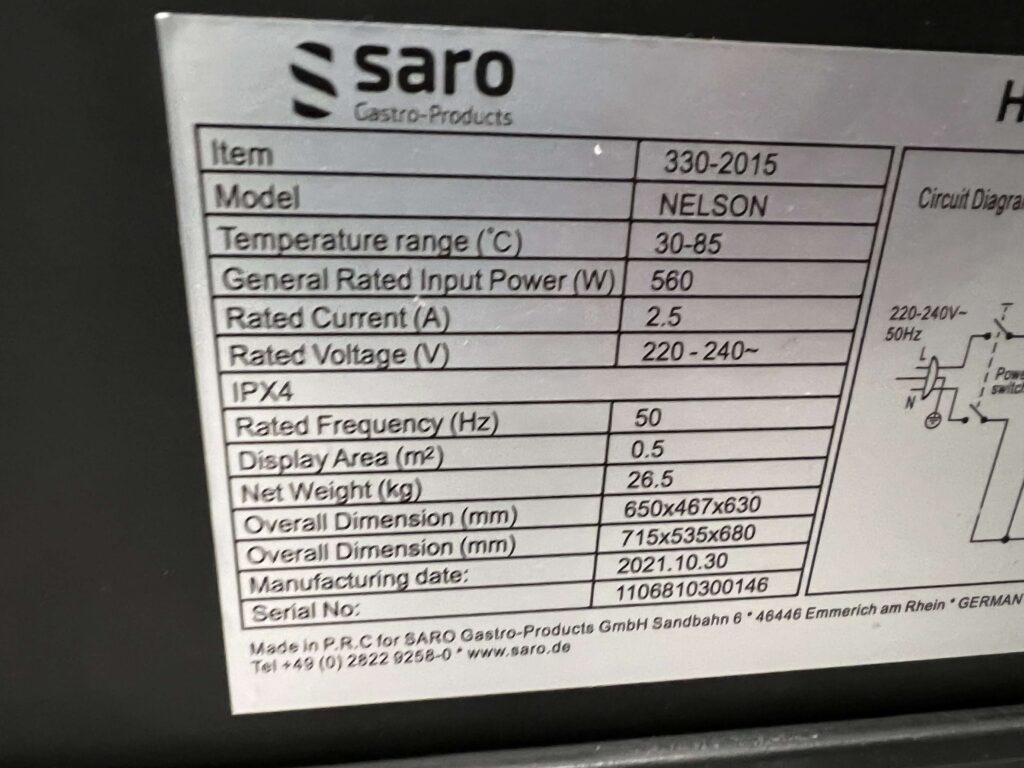 saro
Gastro-Products
H
Item 330-2015
Model NELSON
Temperature range (°C) 30-85
General Rated Input Power (W) 560
Rated Current (A) 2.5
Rated Voltage (V) 220 - 240~
IPX4
Rated Frequency (Hz) 50
Display Area (m²) 0.5
Net Weight (kg) 26.5
Overall Dimension (mm) 650x467x630
Overall Dimension (mm) 715x535x680
Manufacturing date: 2021.10.30
Serial No: 1106810300146
Made in P.R.C for SARO Gastro-Products GmbH Sandbahn 6 * 46446 Emmerich am Rhein * GERMAN
Tel +49 (0) 2822 9258-0 * www.saro.de
Circuit Diagra
220-240V~
50Hz
L
N
Powe
switch